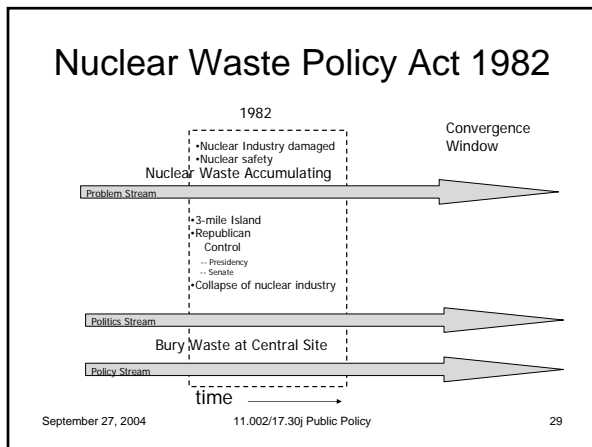 Nuclear Waste Policy Act 1982
1982
Convergence
Window
•Nuclear Industry damaged
•Nuclear safety
Nuclear Waste Accumulating
Problem Stream
•3-mile Island
•Republican
Control
-- Presidency
-- Senate
•Collapse of nuclear industry
Politics Stream
Bury Waste at Central Site
Policy Stream
time
September 27, 2004
11.002/17.30j Public Policy
29